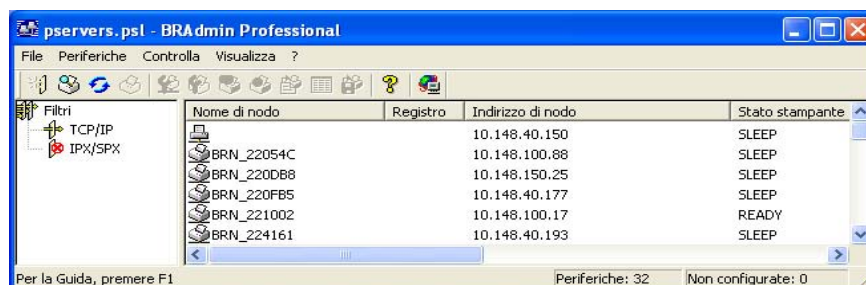 pservers.psl - BRAdmin Professional
File Periferiche Controlla Visualizza ?
Filtri
TCP/IP
IPX/SPX
Nome di nodo Registro Indirizzo di nodo Stato stampante
10.148.40.150 SLEEP
BRN_22054C 10.148.100.88 SLEEP
BRN_220DB8 10.148.150.25 SLEEP
BRN_220FB5 10.148.40.177 SLEEP
BRN_221002 10.148.100.17 READY
BRN_224161 10.148.40.193 SLEEP
Per la Guida, premere F1 Periferiche: 32 Non configurate: 0